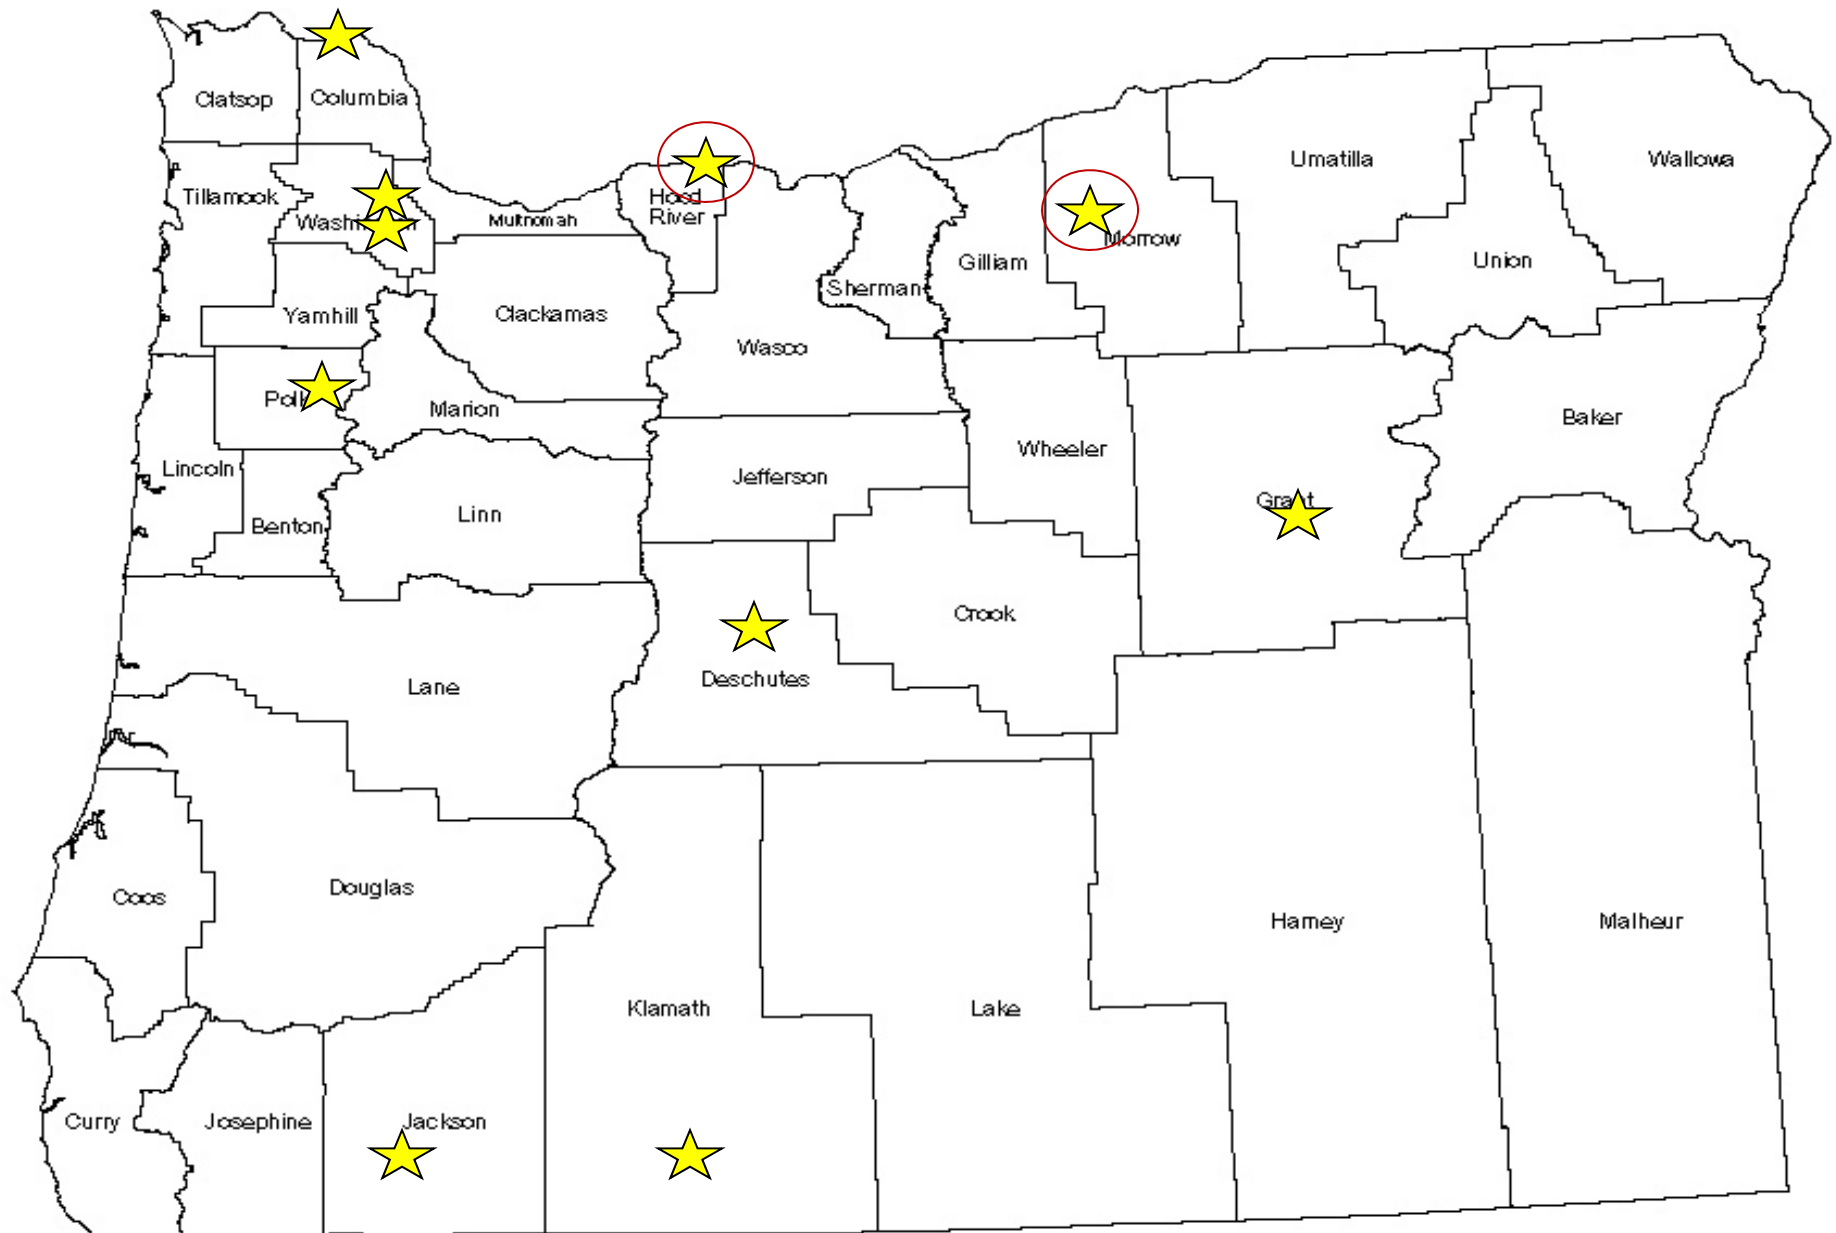 Clatsop
Columbia
Umatilla
Wallowa
Tillamook
Hood
River
Washin n
Multnomah
Morrow
Gilliam
Union
Sherman
Yamhill
Clackamas
Wasco
Polk
Marion
Baker
Wheeler
Lincoln
Jefferson
Grant
Linn
Benton
Crook
Deschutes
Lane
Douglas
Coos
Harney
Malheur
Klamath
Lake
Curry
Josephine
Jackson